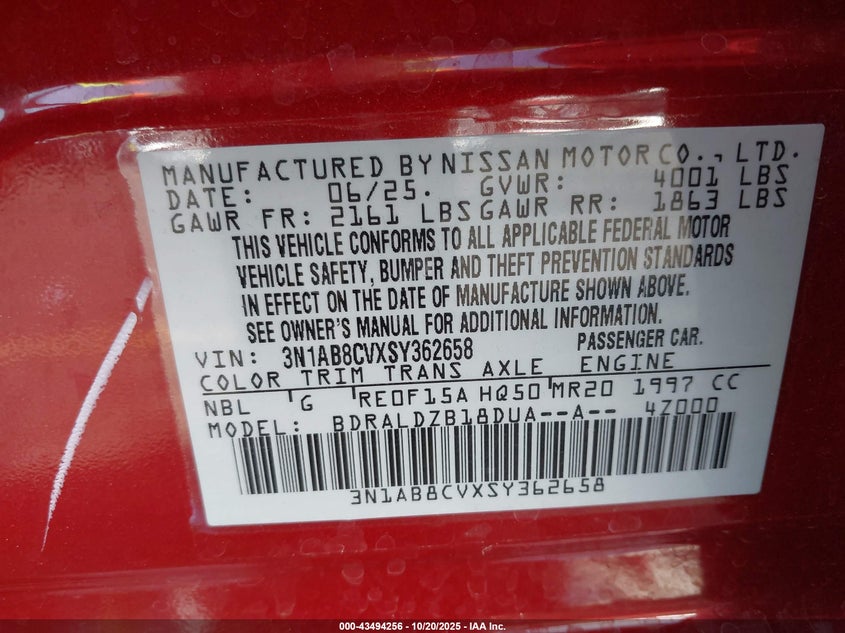 MANUFACTURED BY NISSAN MOTOR CO., LTD.
DATE: 06/25. GVWR: 4001 LBS
GAWR FR: 2161 LBS GAWR RR: 1863 LBS
THIS VEHICLE CONFORMS TO ALL APPLICABLE FEDERAL MOTOR
VEHICLE SAFETY, BUMPER AND THEFT PREVENTION STANDARDS
IN EFFECT ON THE DATE OF MANUFACTURE SHOWN ABOVE.
SEE OWNER'S MANUAL FOR ADDITIONAL INFORMATION.
VIN: 3N1AB8CVXSY362658 PASSENGER CAR.
COLOR TRIM TRANS AXLE ENGINE
NBL G RE0F15A HQ50 MR20 1997 CC
MODEL: BDRALDZB18DUA--A-- 4Z000
3N1AB8CVXSY362658
000-43494256 - 10/20/2025 - IAA Inc.